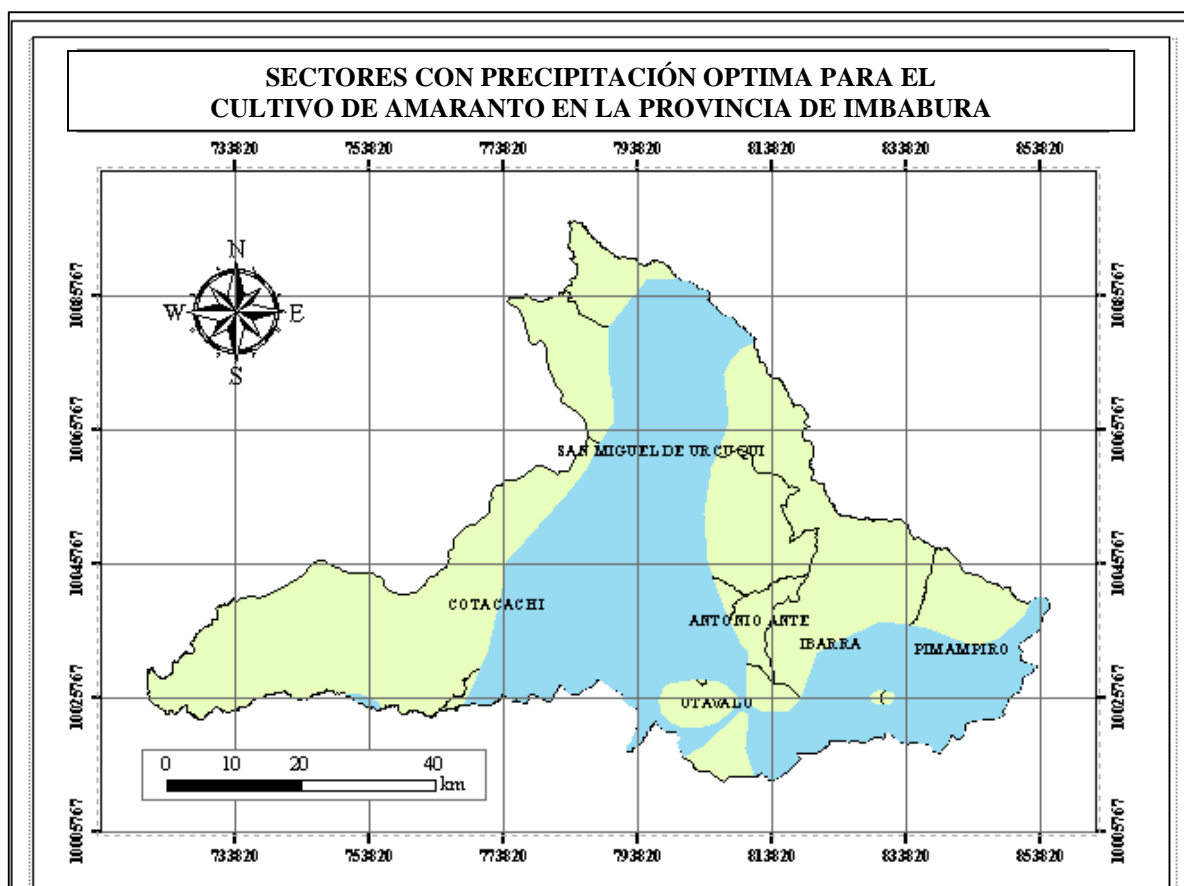 SECTORES CON PRECIPITACIÓN OPTIMA PARA EL
CULTIVO DE AMARANTO EN LA PROVINCIA DE IMBABURA
733820 753820 773820 793820 813820 833820 853820
N
W E
S
10085767 10085767
10065767 10065767
SAN MIGUEL DE URCUQUI
10045767 10045767
COTACACHI
ANTONIO ANTE
IBARRA
PIMAMPIRO
10025767 10025767
OTAVALO
0 10 20 40
km
10005767 10005767
733820 753820 773820 793820 813820 833820 853820